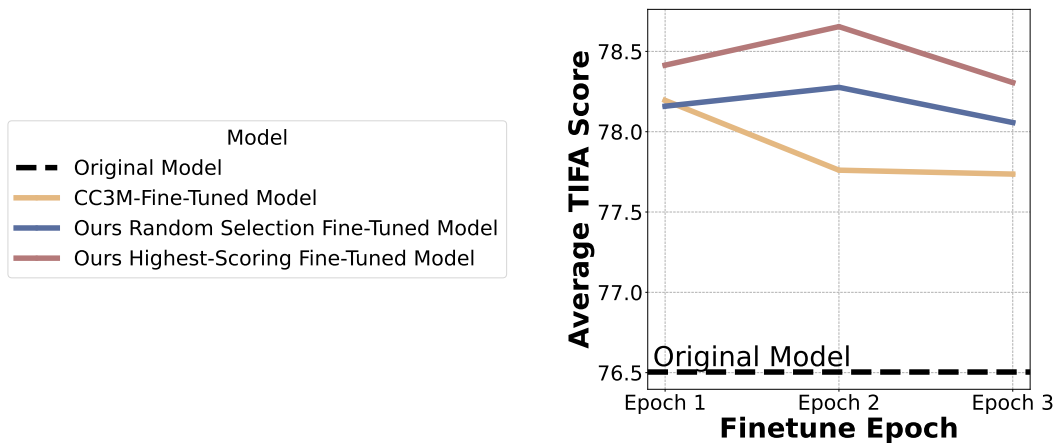 Model
Original Model
CC3M-Fine-Tuned Model
Ours Random Selection Fine-Tuned Model
Ours Highest-Scoring Fine-Tuned Model
Average TIFA Score
78.5
78.0
77.5
77.0
76.5
Original Model
Epoch 1
Epoch 2
Epoch 3
Finetune Epoch